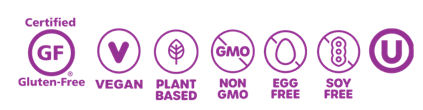 Certified
GF
®
Gluten-Free
V
VEGAN
PLANT
BASED
GMO
NON
GMO
EGG
FREE
SOY
FREE
U